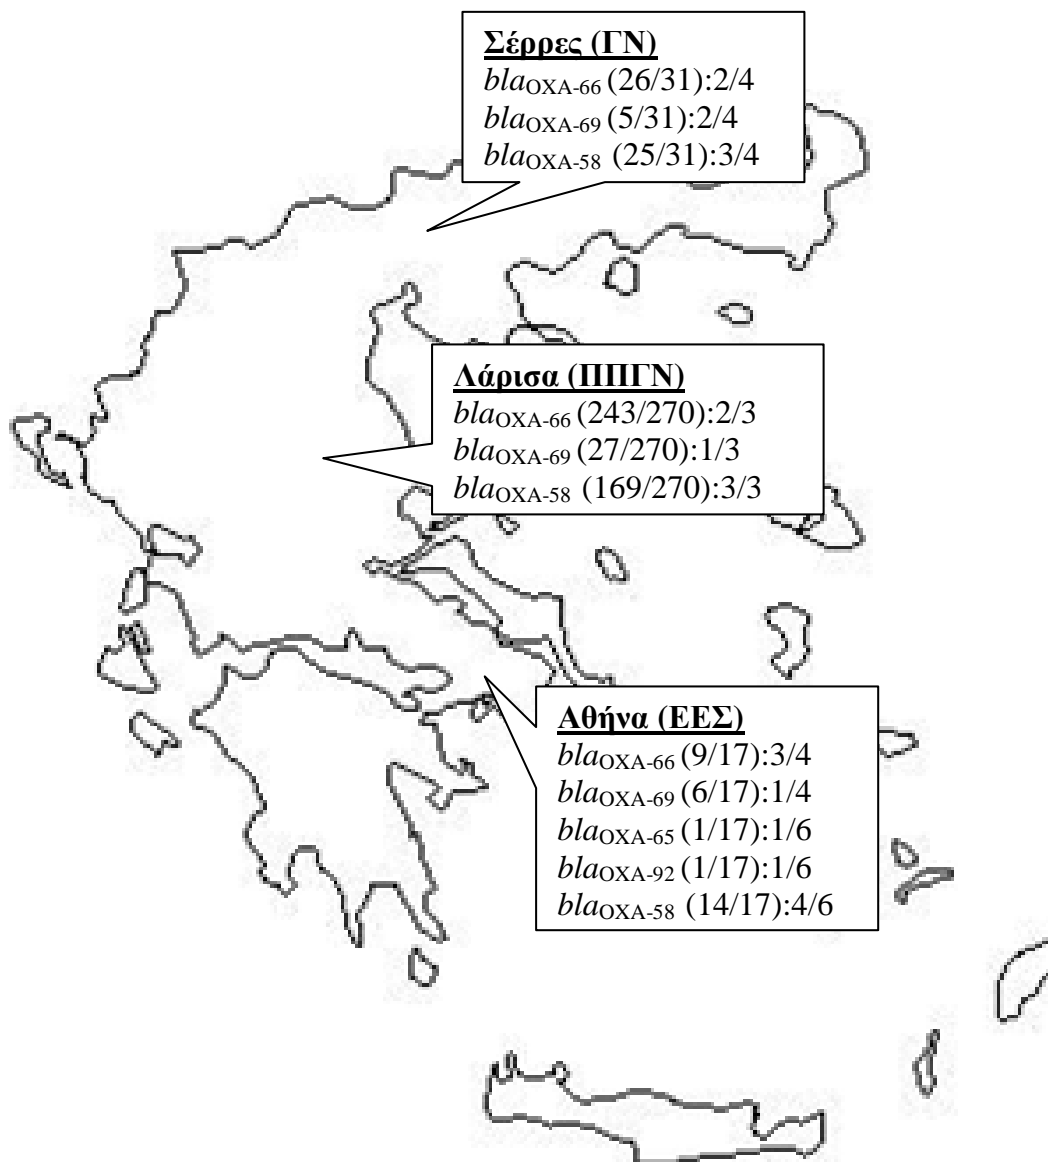 Σέρρες (ΓΝ)
blaOXA-66 (26/31):2/4
blaOXA-69 (5/31):2/4
blaOXA-58 (25/31):3/4
Λάρισα (ΠΠΓΝ)
blaOXA-66 (243/270):2/3
blaOXA-69 (27/270):1/3
blaOXA-58 (169/270):3/3
Αθήνα (ΕΕΣ)
blaOXA-66 (9/17):3/4
blaOXA-69 (6/17):1/4
blaOXA-65 (1/17):1/6
blaOXA-92 (1/17):1/6
blaOXA-58 (14/17):4/6